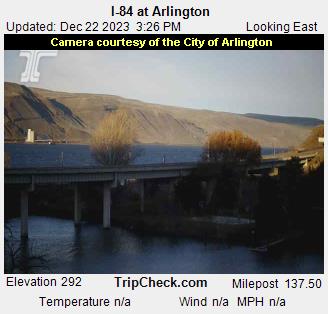 I-84 at Arlington
Updated: Dec 22 2023 3:26 PM Looking East
Camera courtesy of the City of Arlington
Elevation 292 TripCheck.com Milepost 137.50
Temperature n/a Wind n/a MPH n/a